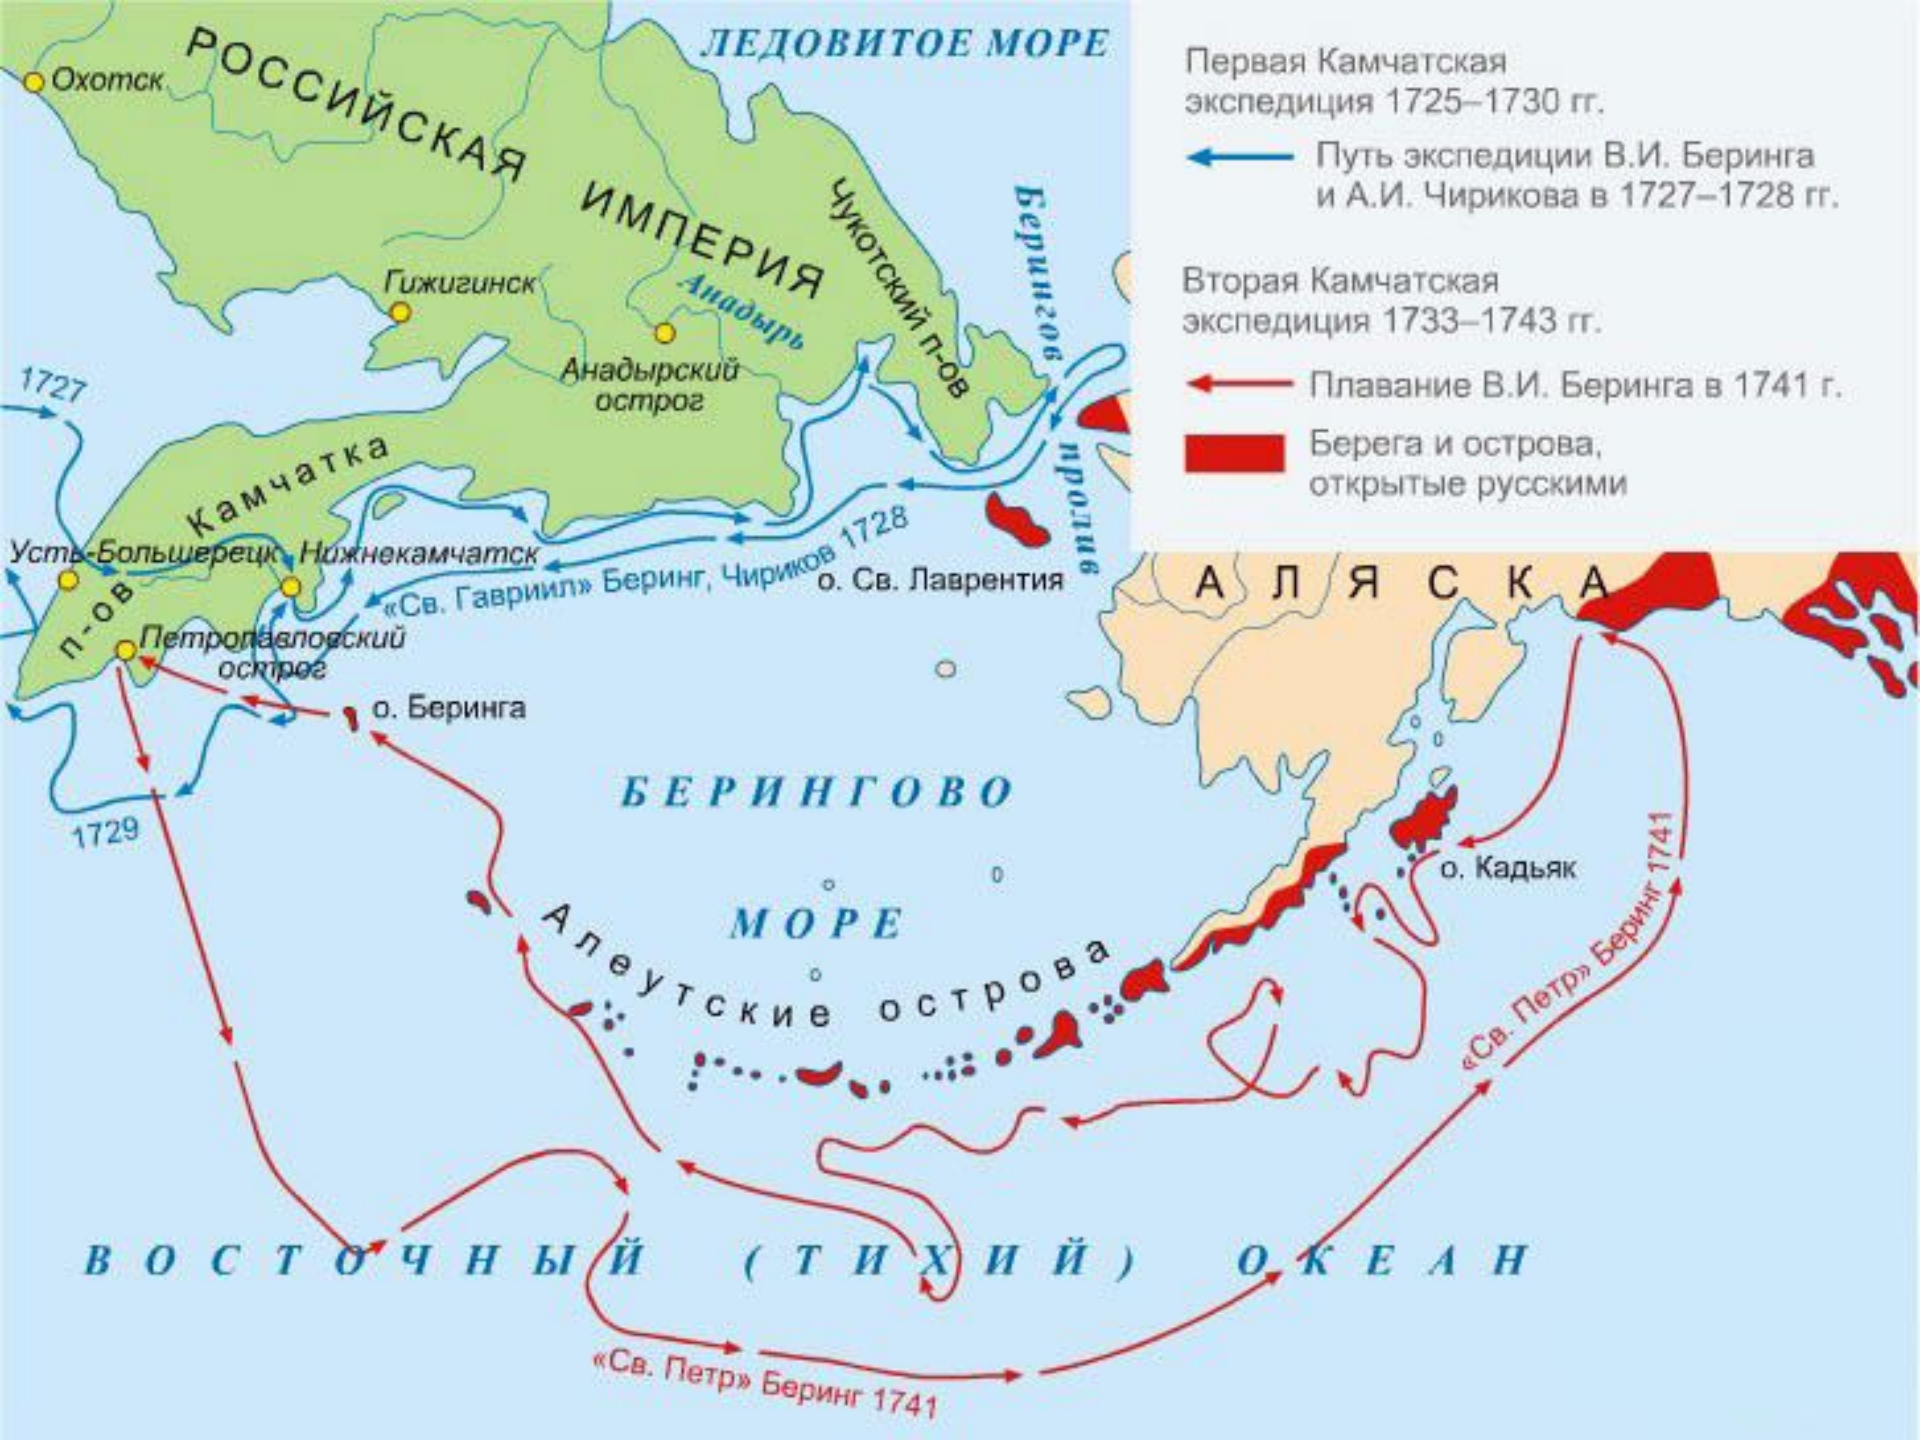 ЛЕДОВИТОЕ МОРЕ
Охотск
РОССИЙСКАЯ
ИМПЕРИЯ
Чукотский п-ов
Берингов
пролив
Гижигинск
Анадырь
Анадырский
острог
1727
п-ов Камчатка
Усть-Большерецк
Нижнекамчатск
«Св. Гавриил» Беринг, Чириков 1728
о. Св. Лаврентия
Петропавловский
острог
о. Беринга
1729
АЛЯСКА
БЕРИНГОВО
МОРЕ
Алеутские острова
о. Кадьяк
«Св. Петр» Беринг 1741
ВОСТОЧНЫЙ (ТИХИЙ) ОКЕАН
«Св. Петр» Беринг 1741
Первая Камчатская
экспедиция 1725–1730 гг.
Путь экспедиции В.И. Беринга
и А.И. Чирикова в 1727–1728 гг.
Вторая Камчатская
экспедиция 1733–1743 гг.
Плавание В.И. Беринга в 1741 г.
Берега и острова,
открытые русскими